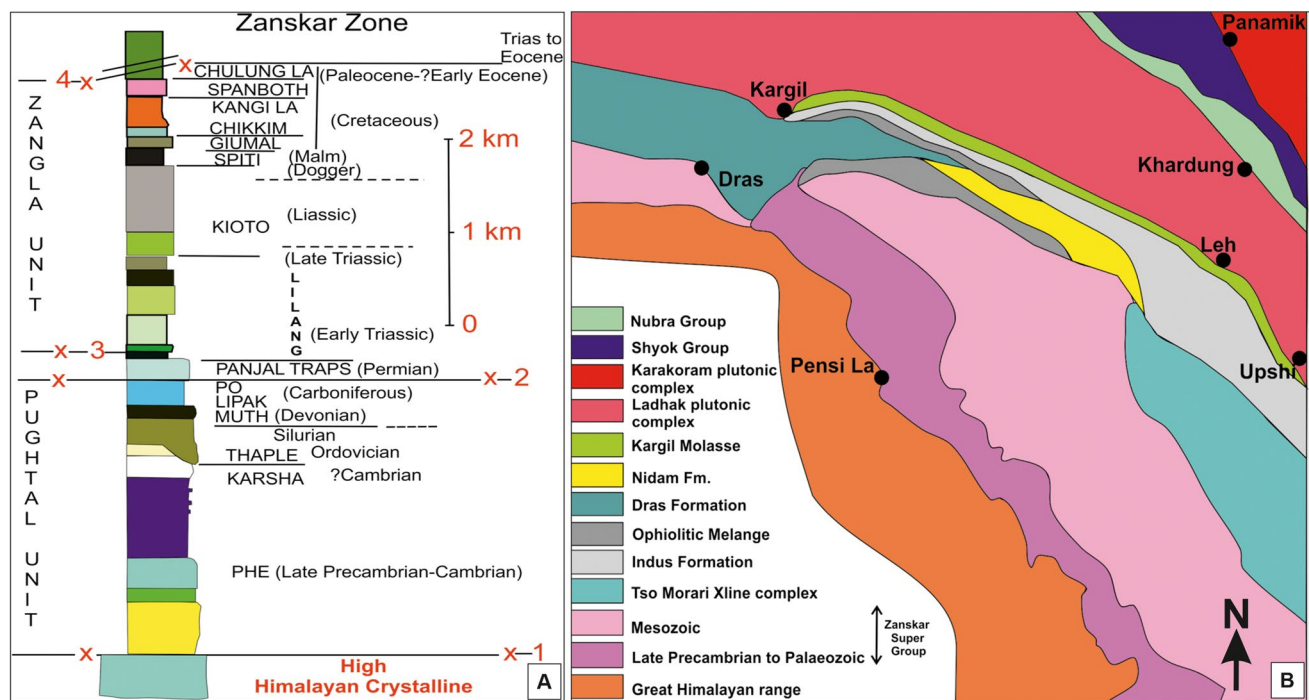 Zanskar Zone
Trias to
Eocene
4 x
x
CHULUNG LA (Paleocene-?Early Eocene)
SPANBOTH
KANGI LA
(Cretaceous)
CHIKKIM
GIUMAL
SPITI (Malm)
(Dogger)
2 km
KIOTO (Liassic)
1 km
(Late Triassic)
LILANG
(Early Triassic)
0
ZANGLA UNIT
x 3
PANJAL TRAPS (Permian)
x
x 2
PO
LIPAK (Carboniferous)
MUTH (Devonian)
Silurian
THAPLE Ordovician
KARSHA ?Cambrian
PUGHTAL UNIT
PHE (Late Precambrian-Cambrian)
x
x 1
High
Himalayan Crystalline
A
Panamik
Kargil
Khardung
Dras
Leh
Upshi
Pensi La
Nubra Group
Shyok Group
Karakoram plutonic
complex
Ladhak plutonic
complex
Kargil Molasse
Nidam Fm.
Dras Formation
Ophiolitic Melange
Indus Formation
Tso Morari Xline complex
Mesozoic
Late Precambrian to Palaeozoic
Great Himalayan range
Zanskar
Super
Group
N
B